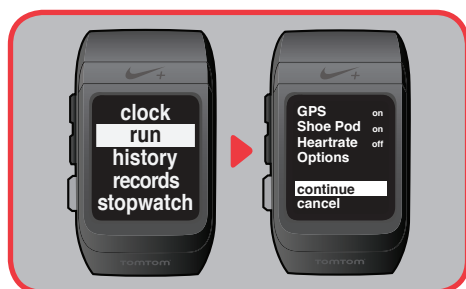 clock
run
history
records
stopwatch
TOMTOM
GPS on
Shoe Pod on
Heartrate off
Options
continue
cancel
TOMTOM